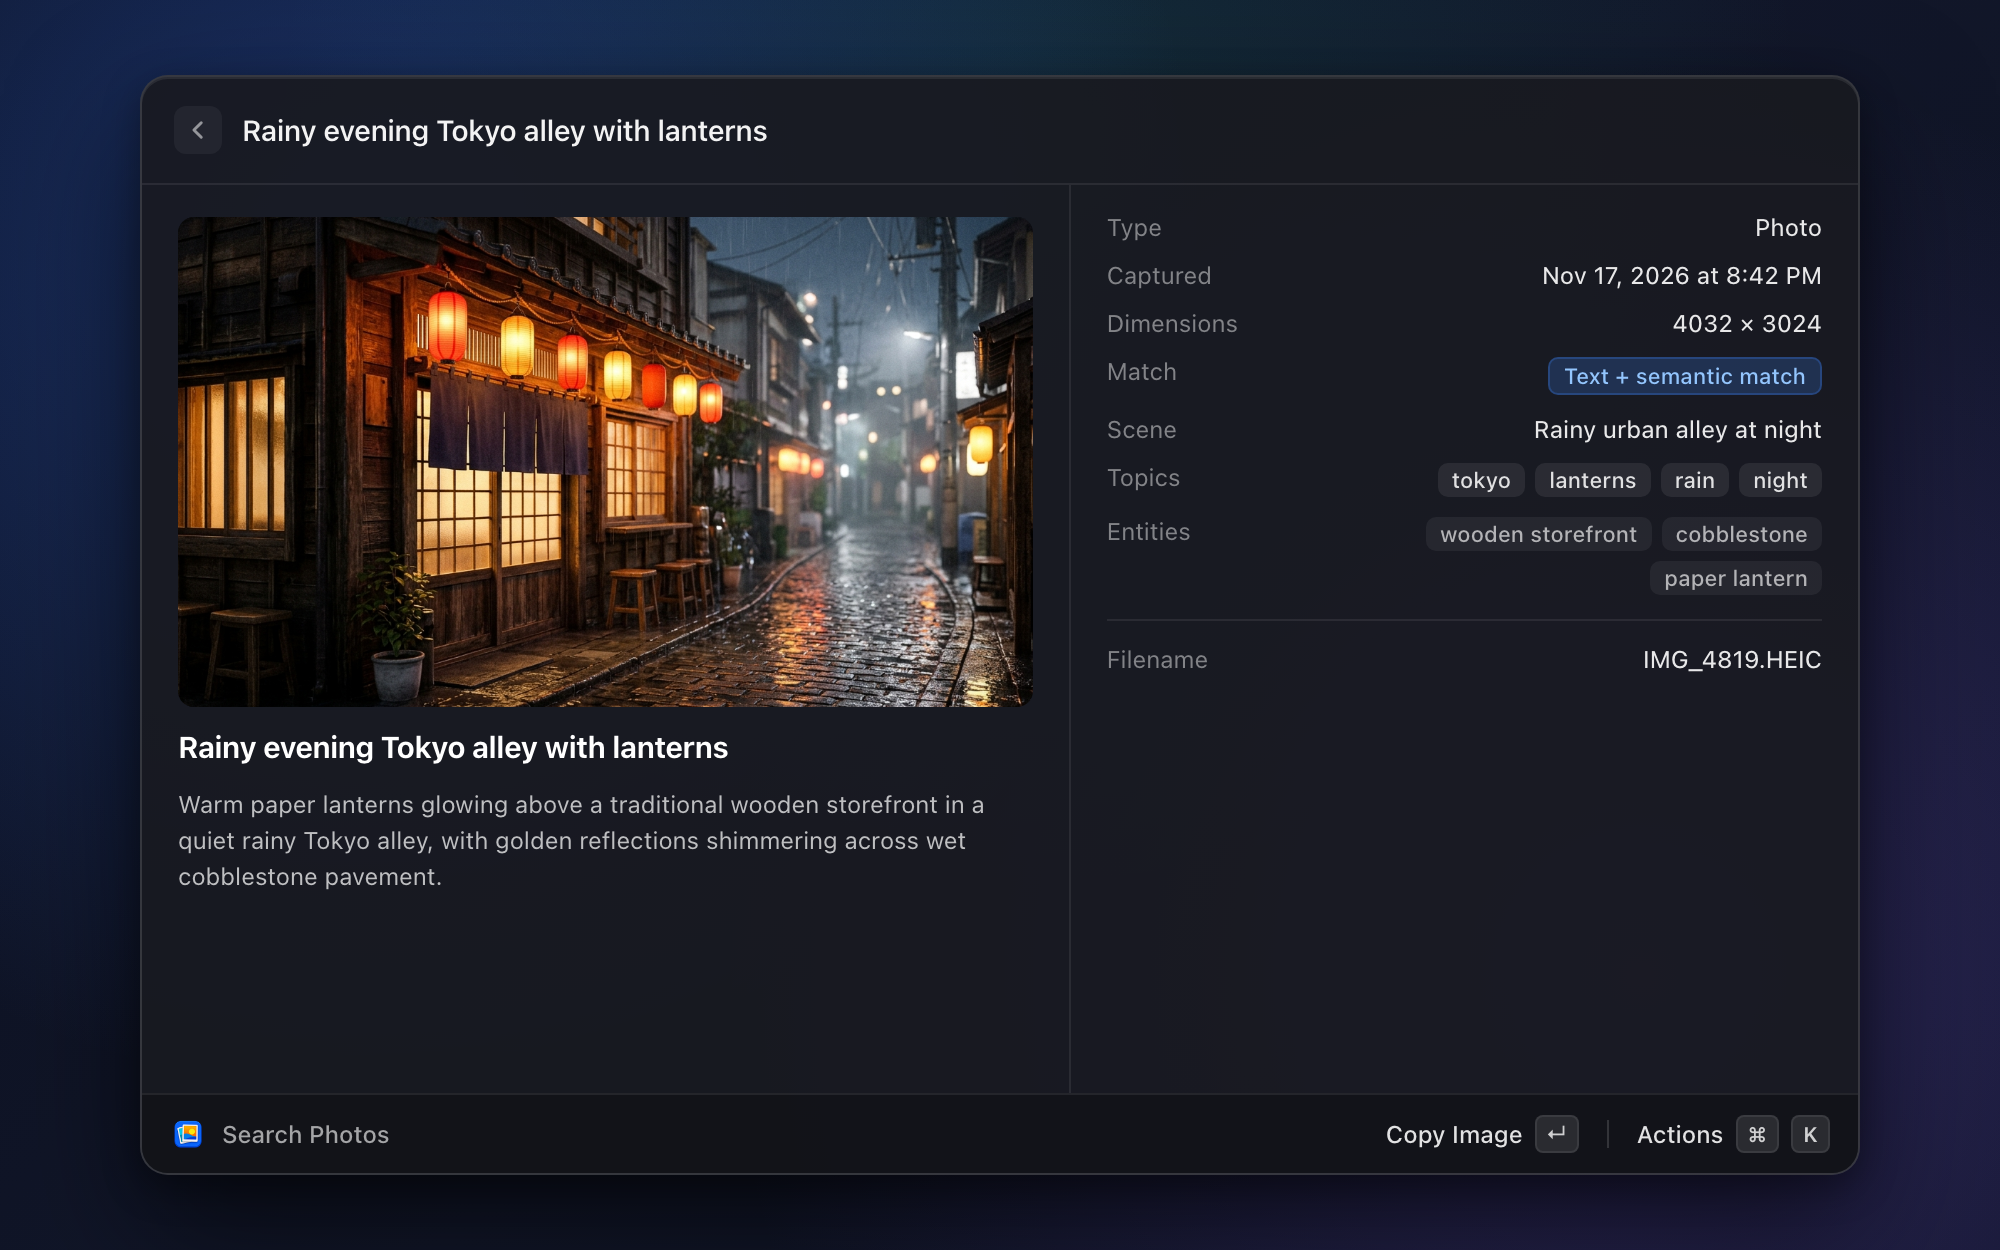 Rainy evening Tokyo alley with lanterns
Rainy evening Tokyo alley with lanterns
Warm paper lanterns glowing above a traditional wooden storefront in a
quiet rainy Tokyo alley, with golden reflections shimmering across wet
cobblestone pavement.
Type Photo
Captured Nov 17, 2026 at 8:42 PM
Dimensions 4032 × 3024
Match Text + semantic match
Scene Rainy urban alley at night
Topics tokyo lanterns rain night
Entities wooden storefront cobblestone
paper lantern
Filename IMG_4819.HEIC
Search Photos Copy Image ↵ Actions ⌘ K